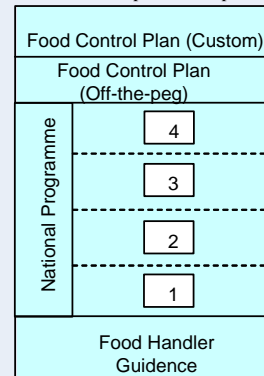 Food Control Plan (Custom)
Food Control Plan
(Off-the-peg)
National Programme
4
3
2
1
Food Handler
Guidence